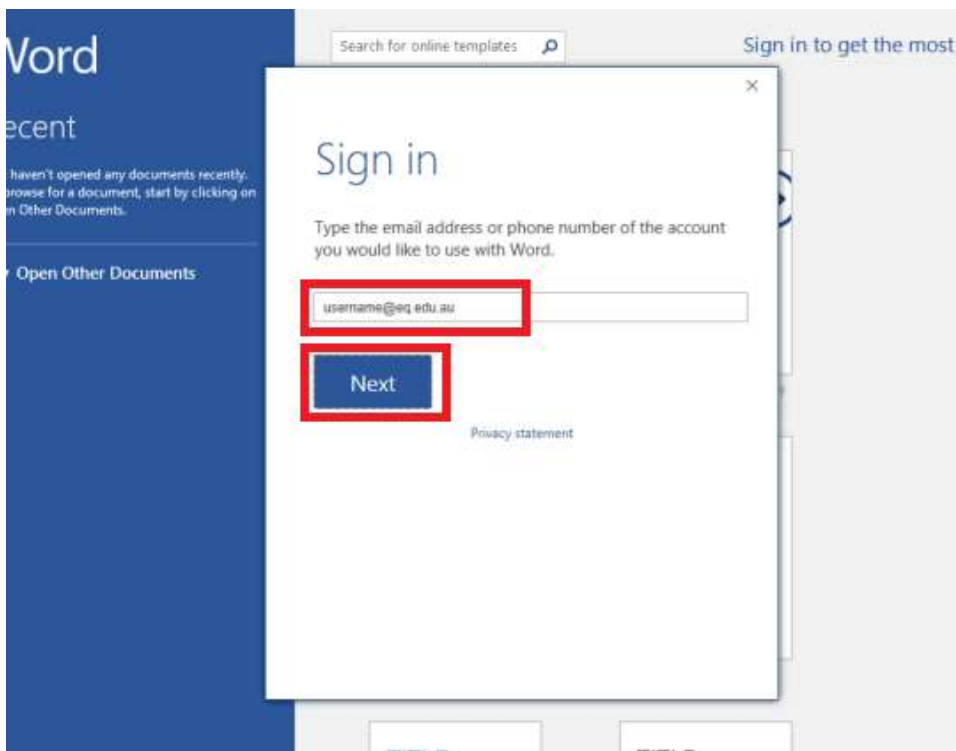 Word
Search for online templates
Sign in to get the most
ecent
haven't opened any documents recently.
browse for a document, start by clicking on
n Other Documents.
Open Other Documents
Sign in
Type the email address or phone number of the account
you would like to use with Word.
username@eq.edu.au
Next
Privacy statement